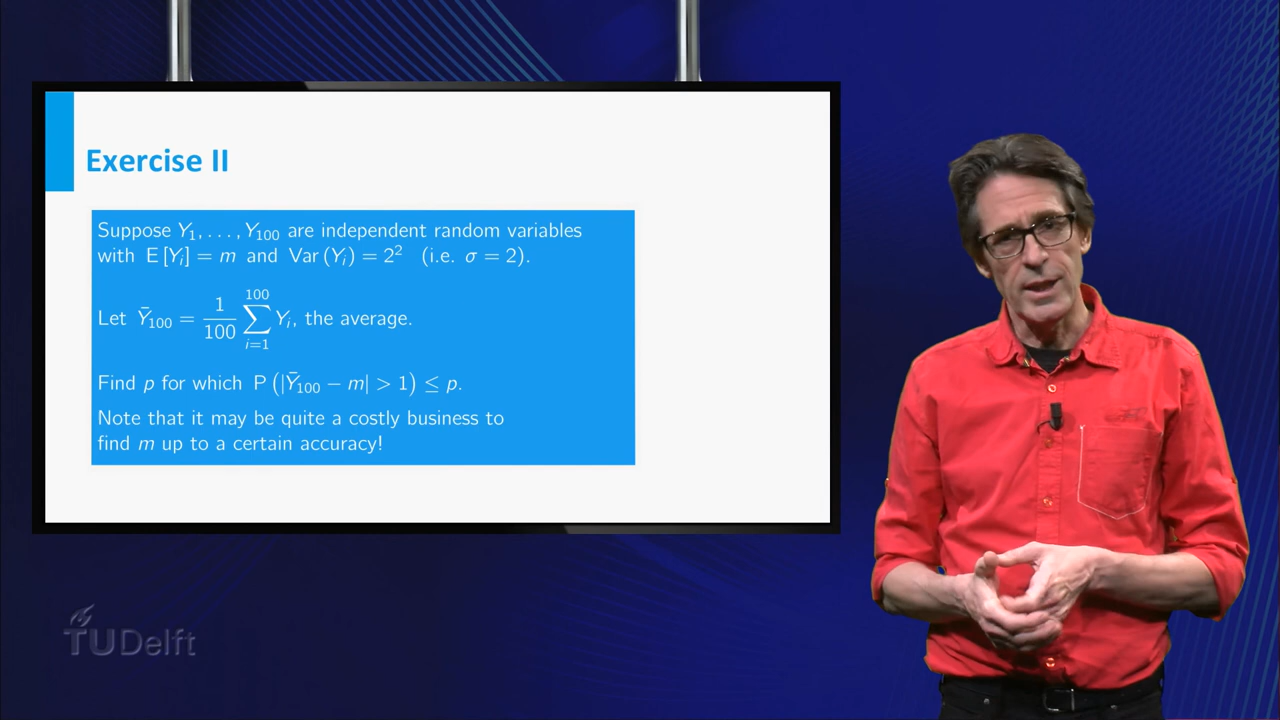 Exercise II
Suppose Y₁, . . . , Y₁₀₀ are independent random variables
with E [Yᵢ] = m and Var (Yᵢ) = 2² (i.e. σ = 2).
Let Ȳ₁₀₀ = 1/100 ∑_{i=1}^{100} Yᵢ, the average.
Find p for which P (|Ȳ₁₀₀ − m| > 1) ≤ p.
Note that it may be quite a costly business to
find m up to a certain accuracy!
TUDelft